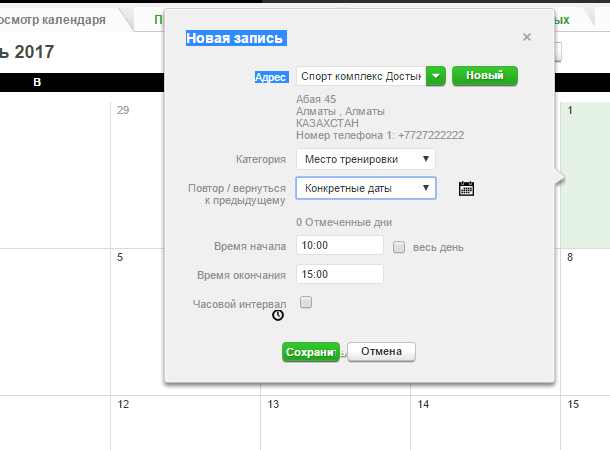 осмотр календаря
П
ых
ь 2017
Новая запись
×
В
Адрес
Спорт комплекс Досты
Новый
Абая 45
Алматы , Алматы
КАЗАХСТАН
Номер телефона 1: +7727222222
29
1
Категория
Место тренировки
Повтор / вернуться
к предыдущему
Конкретные даты
0 Отмеченные дни
Время начала
10:00
весь день
5
8
Время окончания
15:00
Часовой интервал
Сохранить
Отмена
12
13
14
15